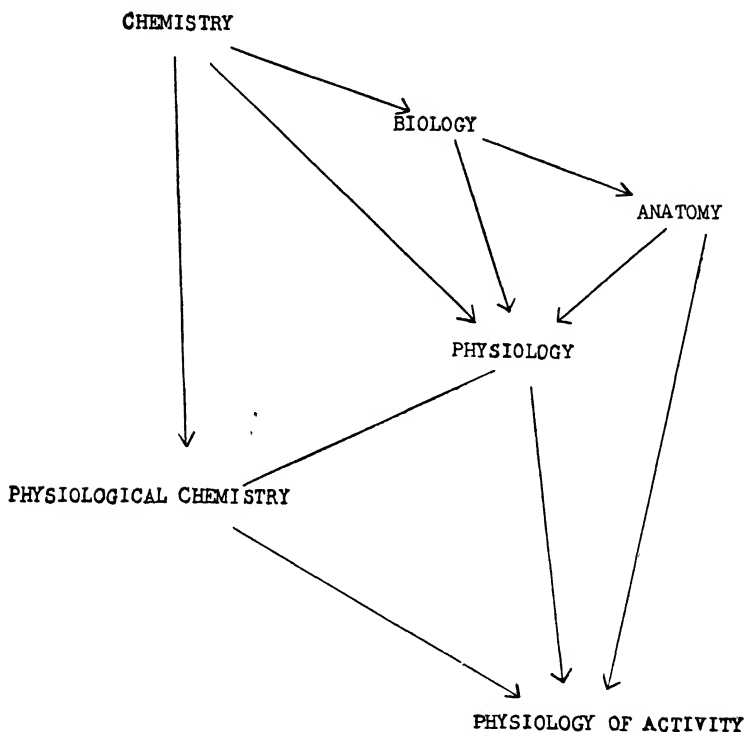 CHEMISTRY
BIOLOGY
ANATOMY
PHYSIOLOGY
PHYSIOLOGICAL CHEMISTRY
PHYSIOLOGY OF ACTIVITY